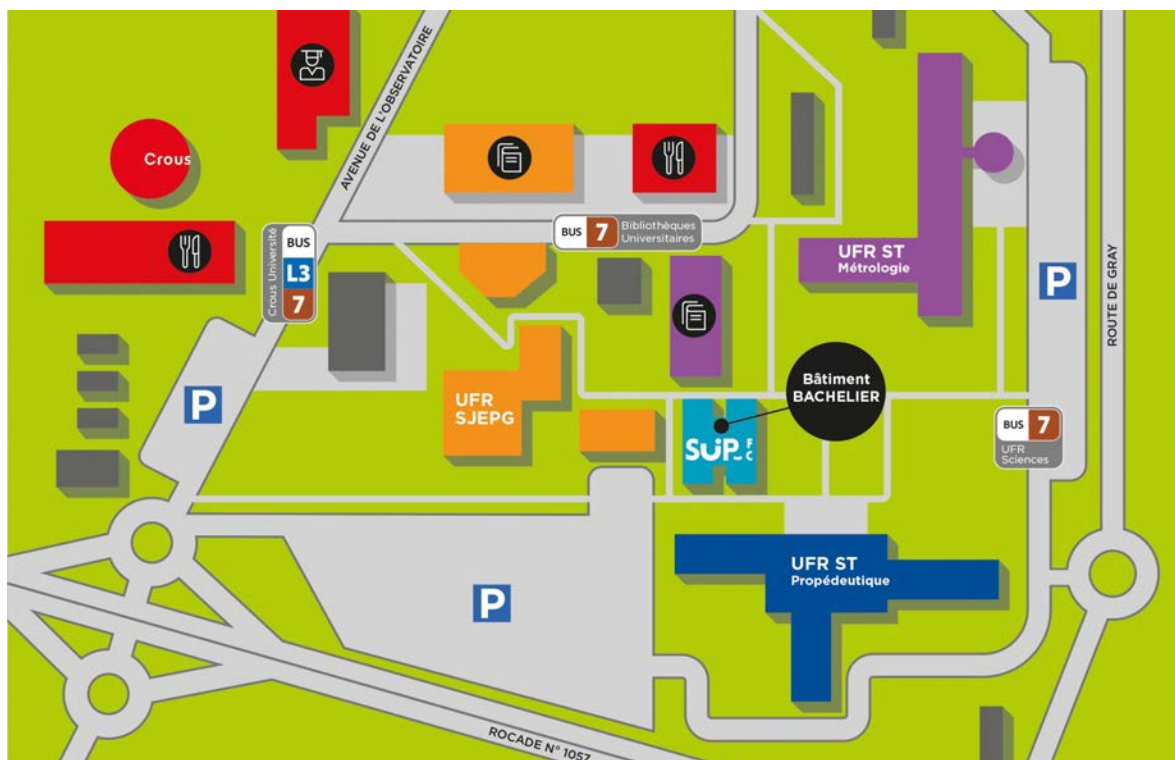 AVENUE DE L'OBSERVATOIRE
Crous
BUS
7
Bibliothèques
Universitaires
Crous Université
BUS
L3
7
UFR ST
Métrologie
P
ROUTE DE GRAY
P
UFR
SJEPG
Bâtiment
BACHELIER
SUP-FC
BUS
7
UFR
Sciences
P
UFR ST
Propédeutique
ROCADE N° 1057